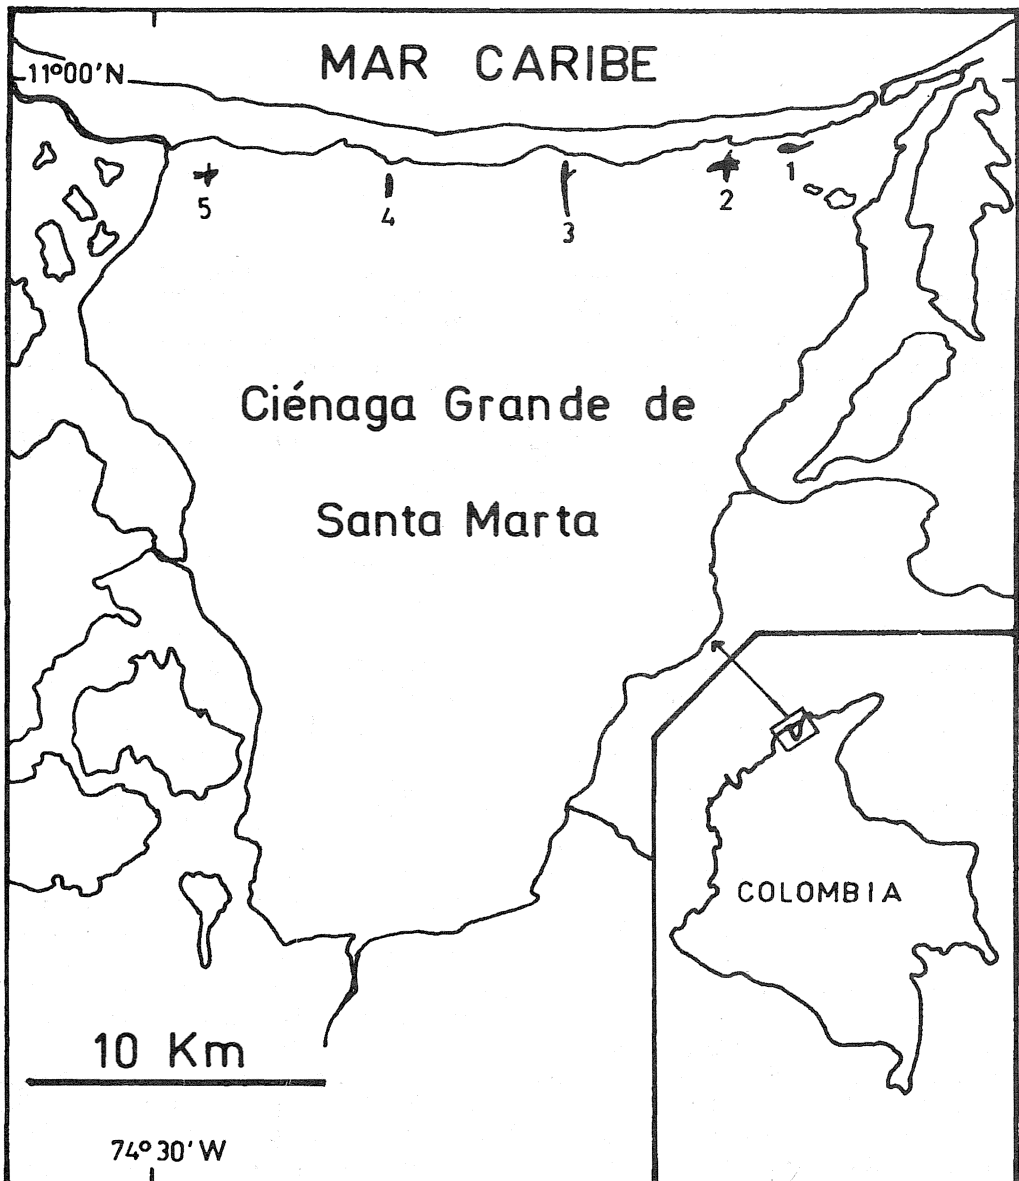 MAR CARIBE
11°00'N
1
2
3
4
5
Ciénaga Grande de
Santa Marta
COLOMBIA
10 Km
74°30'W